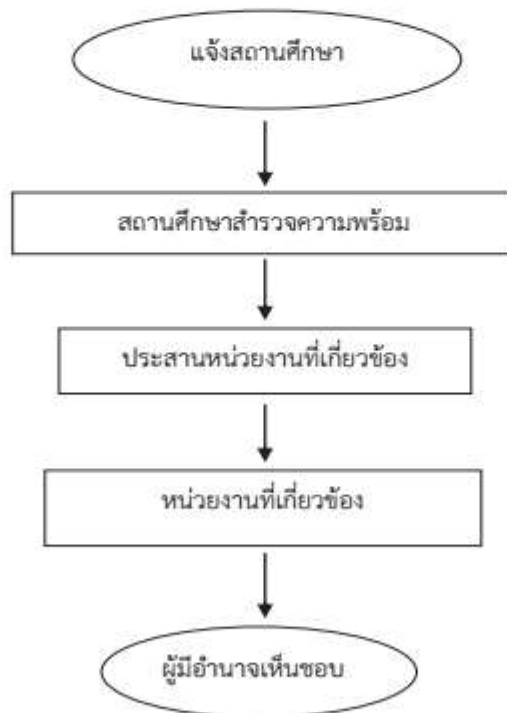 แจ้งสถานศึกษา
สถานศึกษาสำรวจความพร้อม
ประสานหน่วยงานที่เกี่ยวข้อง
หน่วยงานที่เกี่ยวข้อง
ผู้มีอำนาจเห็นชอบ